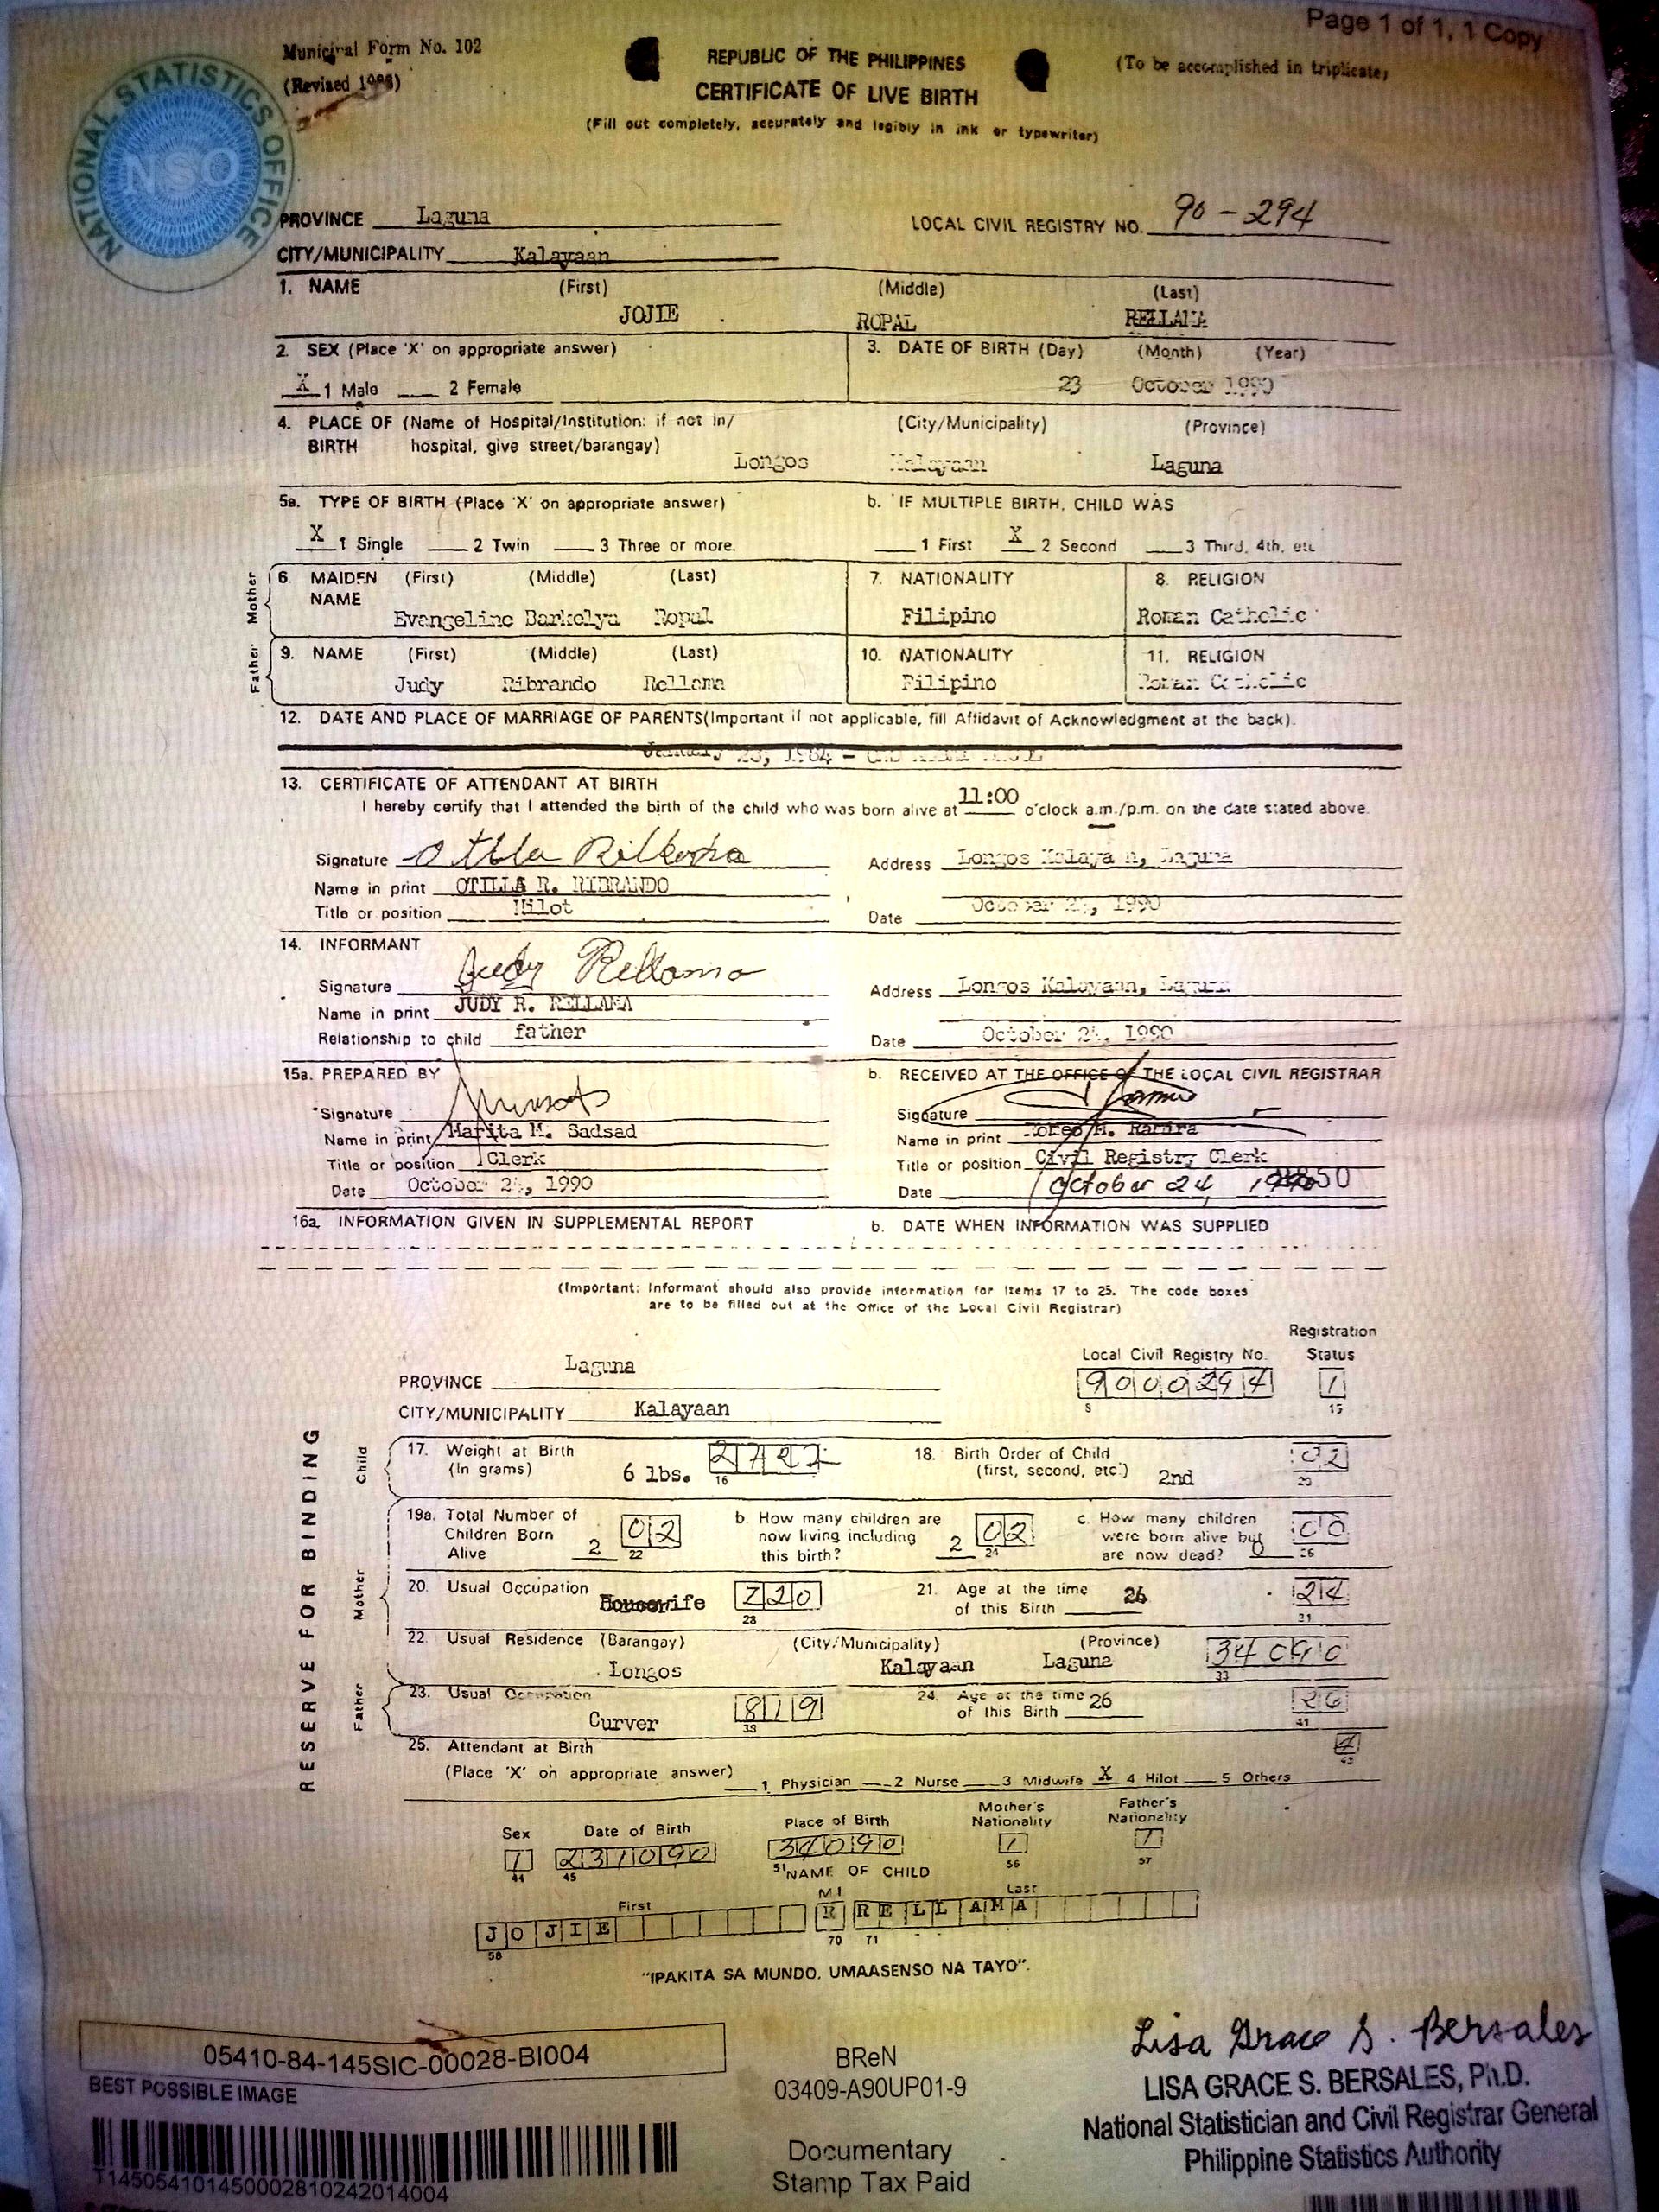 Page 1 of 1, 1 Copy
Municipal Form No. 102
(Revised
REPUBLIC OF THE PHILIPPINES
(To be accomplished in triplicate)
CERTIFICATE OF LIVE BIRTH
(Fill out completely, accurately and legibly in ink or typewriter)
NATIONAL STATISTICS OFFICE
NSO
PROVINCE Laguna
LOCAL CIVIL REGISTRY NO. 90-294
CITY/MUNICIPALITY Kalayaan
1. NAME (First) (Middle) (Last)
JOJIE ROPAL RELLAMA
2. SEX (Place 'X' on appropriate answer) 3. DATE OF BIRTH (Day) (Month) (Year)
X 1 Male 2 Female 23 October 1990
4. PLACE OF (Name of Hospital/Institution: if not in/ (City/Municipality) (Province)
BIRTH hospital, give street/barangay)
Longos Kalayaan Laguna
5a. TYPE OF BIRTH (Place 'X' on appropriate answer) b. IF MULTIPLE BIRTH, CHILD WAS
X 1 Single 2 Twin 3 Three or more. 1 First X 2 Second 3 Third, 4th, etc
Mother
6. MAIDEN (First) (Middle) (Last) 7. NATIONALITY 8. RELIGION
NAME
Ropal Filipino Roman Catholic
Father
9. NAME (First) (Middle) (Last) 10. NATIONALITY 11. RELIGION
Judy Ribrando Rellama Filipino Roman Catholic
12. DATE AND PLACE OF MARRIAGE OF PARENTS(Important if not applicable, fill Affidavit of Acknowledgment at the back).
January 23, 1984 -
13. CERTIFICATE OF ATTENDANT AT BIRTH
I hereby certify that I attended the birth of the child who was born alive at 11:00 o'clock a.m./p.m. on the date stated above.
Signature Address Longos Kalayaan, Laguna
Name in print OTILLA R. RIBRANDO
Title or position Hilot Date October 1990
14. INFORMANT
Signature Judy Rellama Address Longos Kalayaan, Laguna
Name in print JUDY R. RELLAMA
Relationship to child father Date October 24, 1990
15a. PREPARED BY b. RECEIVED AT THE OFFICE OF THE LOCAL CIVIL REGISTRAR
Signature Signature
Name in print Marita M. Sadsad Name in print M. Ramira
Title or position Clerk Title or position Civil Registry Clerk
Date October 24, 1990 Date October 24,
16a. INFORMATION GIVEN IN SUPPLEMENTAL REPORT b. DATE WHEN INFORMATION WAS SUPPLIED
(Important: Informant should also provide information for items 17 to 25. The code boxes
are to be filled out at the Office of the Local Civil Registrar)
RESERVE FOR BINDING
Registration
Local Civil Registry No. Status
PROVINCE Laguna 9000294 1
8 15
CITY/MUNICIPALITY Kalayaan
Child
17. Weight at Birth 18. Birth Order of Child 02
(In grams) 6 lbs. 16 (first, second, etc.) 2nd
Mother
19a. Total Number of b. How many children are c. How many children
Children Born 02 now living including 02 were born alive but 00
Alive 2 22 this birth? 2 24 are now dead? 0 26
20. Usual Occupation Housewife 720 21. Age at the time 24
28 of this Birth 31
22. Usual Residence (Barangay) (City/Municipality) (Province) 34090
Longos Kalayaan Laguna 33
Father
23. Usual Occupation 819 24. Age at the time 26 26
Curver 38 of this Birth 41
25. Attendant at Birth 4
(Place 'X' on appropriate answer) 1 Physician 2 Nurse 3 Midwife X 4 Hilot 5 Others
Sex Date of Birth Place of Birth Mother's Nationality Father's Nationality
1 231090 34090 1 1
44 45 51 56 57
NAME OF CHILD
First MI Last
JOJIE R RELLAMA
58 70 71
"IPAKITA SA MUNDO, UMAASENSO NA TAYO".
05410-84-145SIC-00028-BI004
BEST POSSIBLE IMAGE
T145054101450002810242014004
BReN
03409-A90UP01-9
Documentary
Stamp Tax Paid
Lisa Grace S. Bersales
LISA GRACE S. BERSALES, Ph.D.
National Statistician and Civil Registrar General
Philippine Statistics Authority